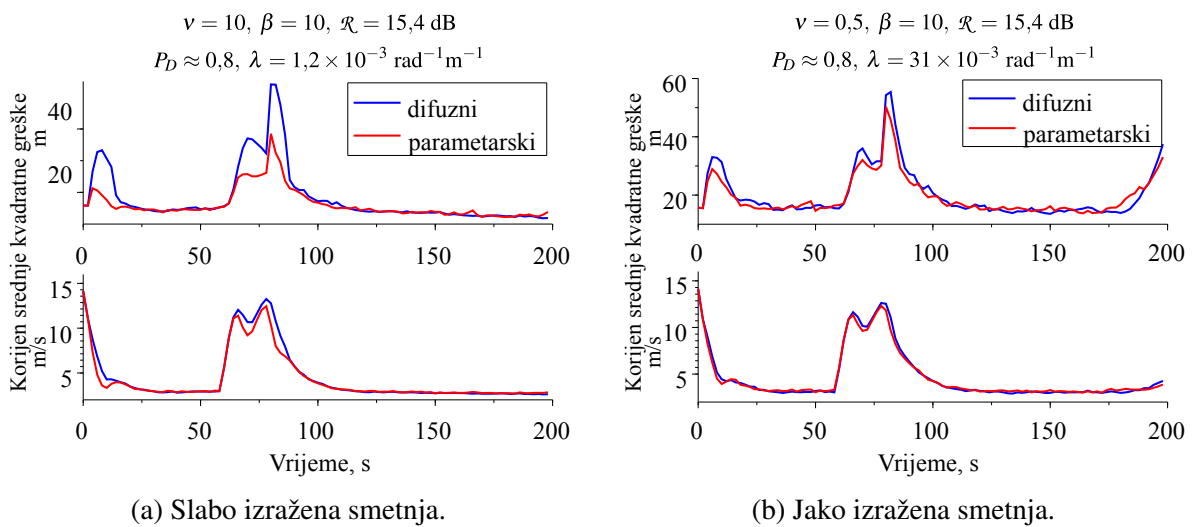 ν = 10, β = 10, ℛ = 15,4 dB
P_D ≈ 0,8, λ = 1,2 × 10⁻³ rad⁻¹m⁻¹
40
20
difuzni
parametarski
0 50 100 150 200
15
10
5
0 50 100 150 200
Korijen srednje kvadratne greške
m/s m
Vrijeme, s
(a) Slabo izražena smetnja.
ν = 0,5, β = 10, ℛ = 15,4 dB
P_D ≈ 0,8, λ = 31 × 10⁻³ rad⁻¹m⁻¹
60
40
20
difuzni
parametarski
0 50 100 150 200
15
10
5
0 50 100 150 200
Korijen srednje kvadratne greške
m/s m
Vrijeme, s
(b) Jako izražena smetnja.